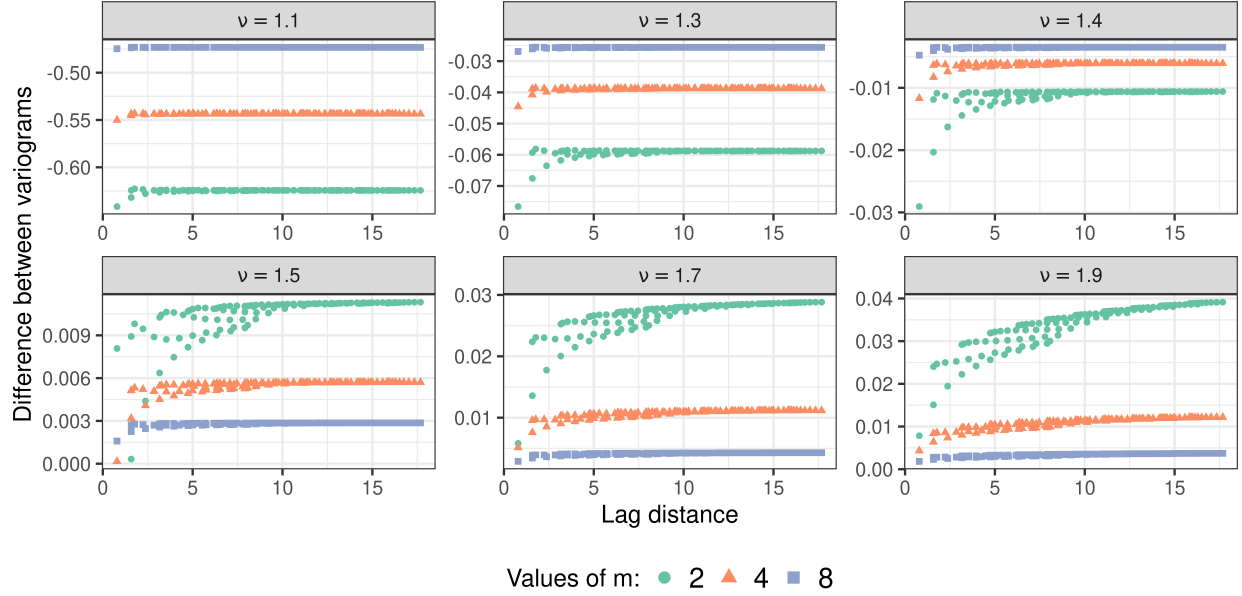 ν = 1.1
ν = 1.3
ν = 1.4
-0.50
-0.55
-0.60
-0.03
-0.04
-0.05
-0.06
-0.07
-0.01
-0.02
-0.03
0 5 10 15
0 5 10 15
0 5 10 15
Difference between variograms
ν = 1.5
ν = 1.7
ν = 1.9
0.009
0.006
0.003
0.000
0.03
0.02
0.01
0.04
0.03
0.02
0.01
0.00
0 5 10 15
0 5 10 15
0 5 10 15
Lag distance
Values of m: 2 4 8